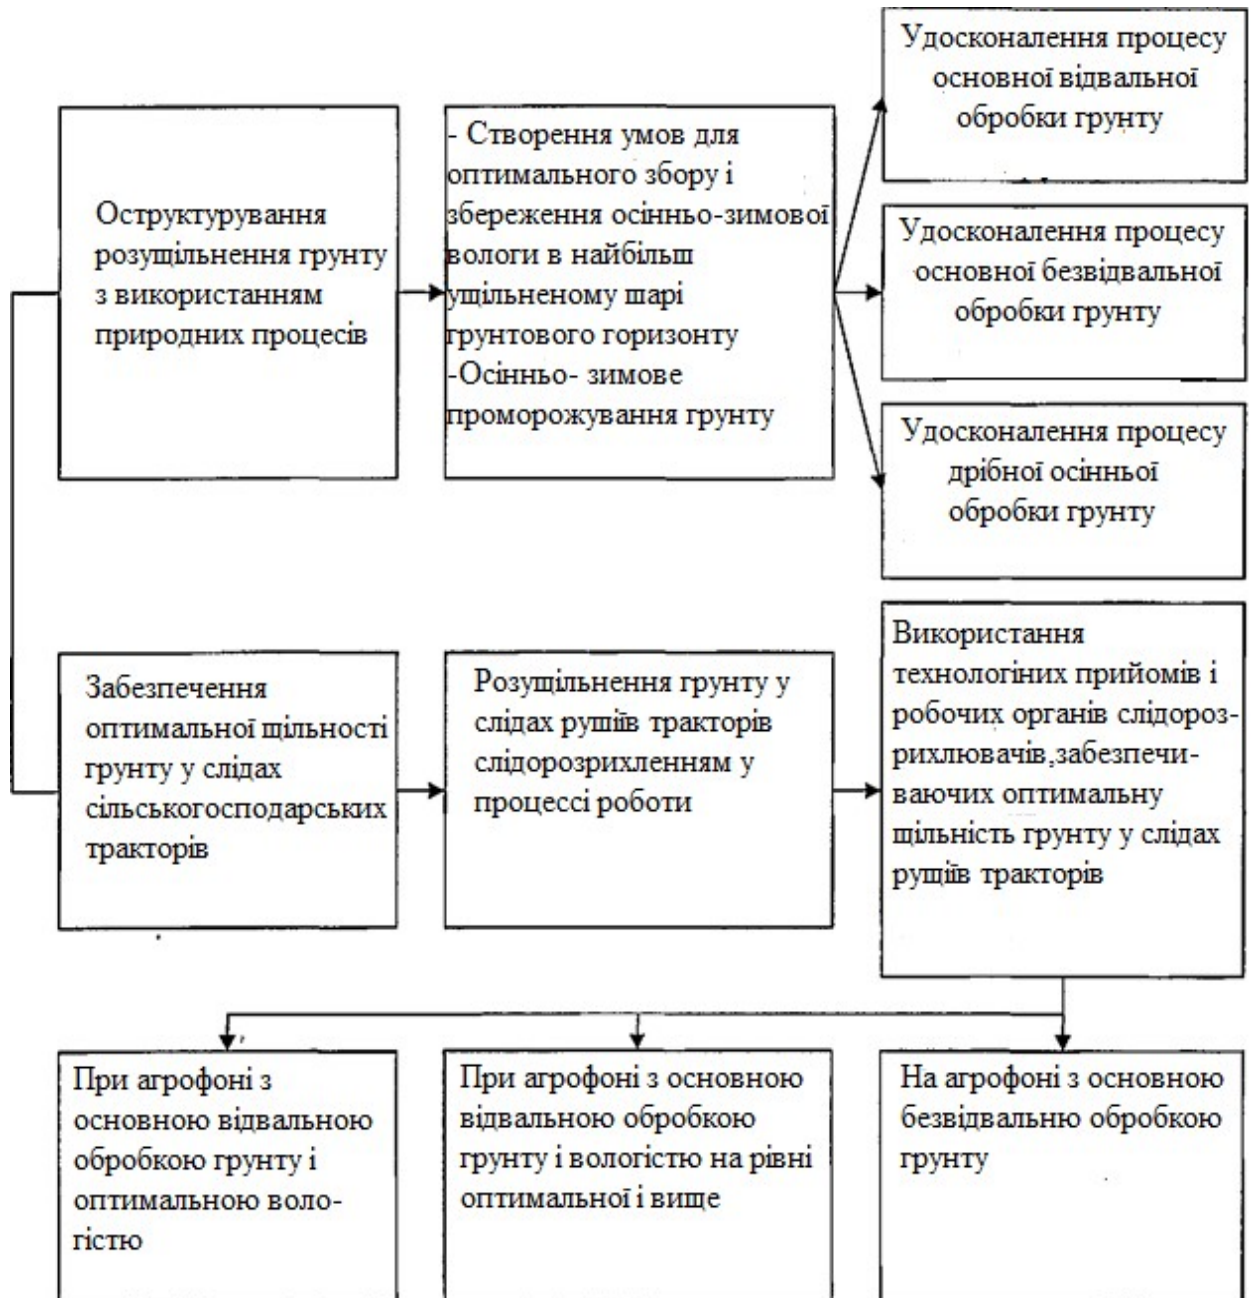 Оструктурування
розущільнення грунту
з використанням
природних процесів
- Створення умов для
оптимального збору і
збереження осінньо-зимової
вологи в найбільш
ущільненому шарі
грунтового горизонту
-Осінньо- зимове
проморожування грунту
Удосконалення процесу
основної відвальної
обробки грунту
Удосконалення процесу
основної безвідвальної
обробки грунту
Удосконалення процесу
дрібної осінньої
обробки грунту
Забезпечення
оптимальної щільності
грунту у слідах
сільськогосподарських
тракторів
Розущільнення грунту у
слідах рушіїв тракторів
слідорозрихленням у
процессі роботи
Використання
технологіних прийомів і
робочих органів слідороз-
рихлювачів,забезпечи-
ваючих оптимальну
щільність грунту у слідах
рущіїв тракторів
При агрофоні з
основною відвальною
обробкою грунту і
оптимальною воло-
гістю
При агрофоні з основною
відвальною обробкою
грунту і вологістю на рівні
оптимальної і вище
На агрофоні з основною
безвідвальню обробкою
грунту